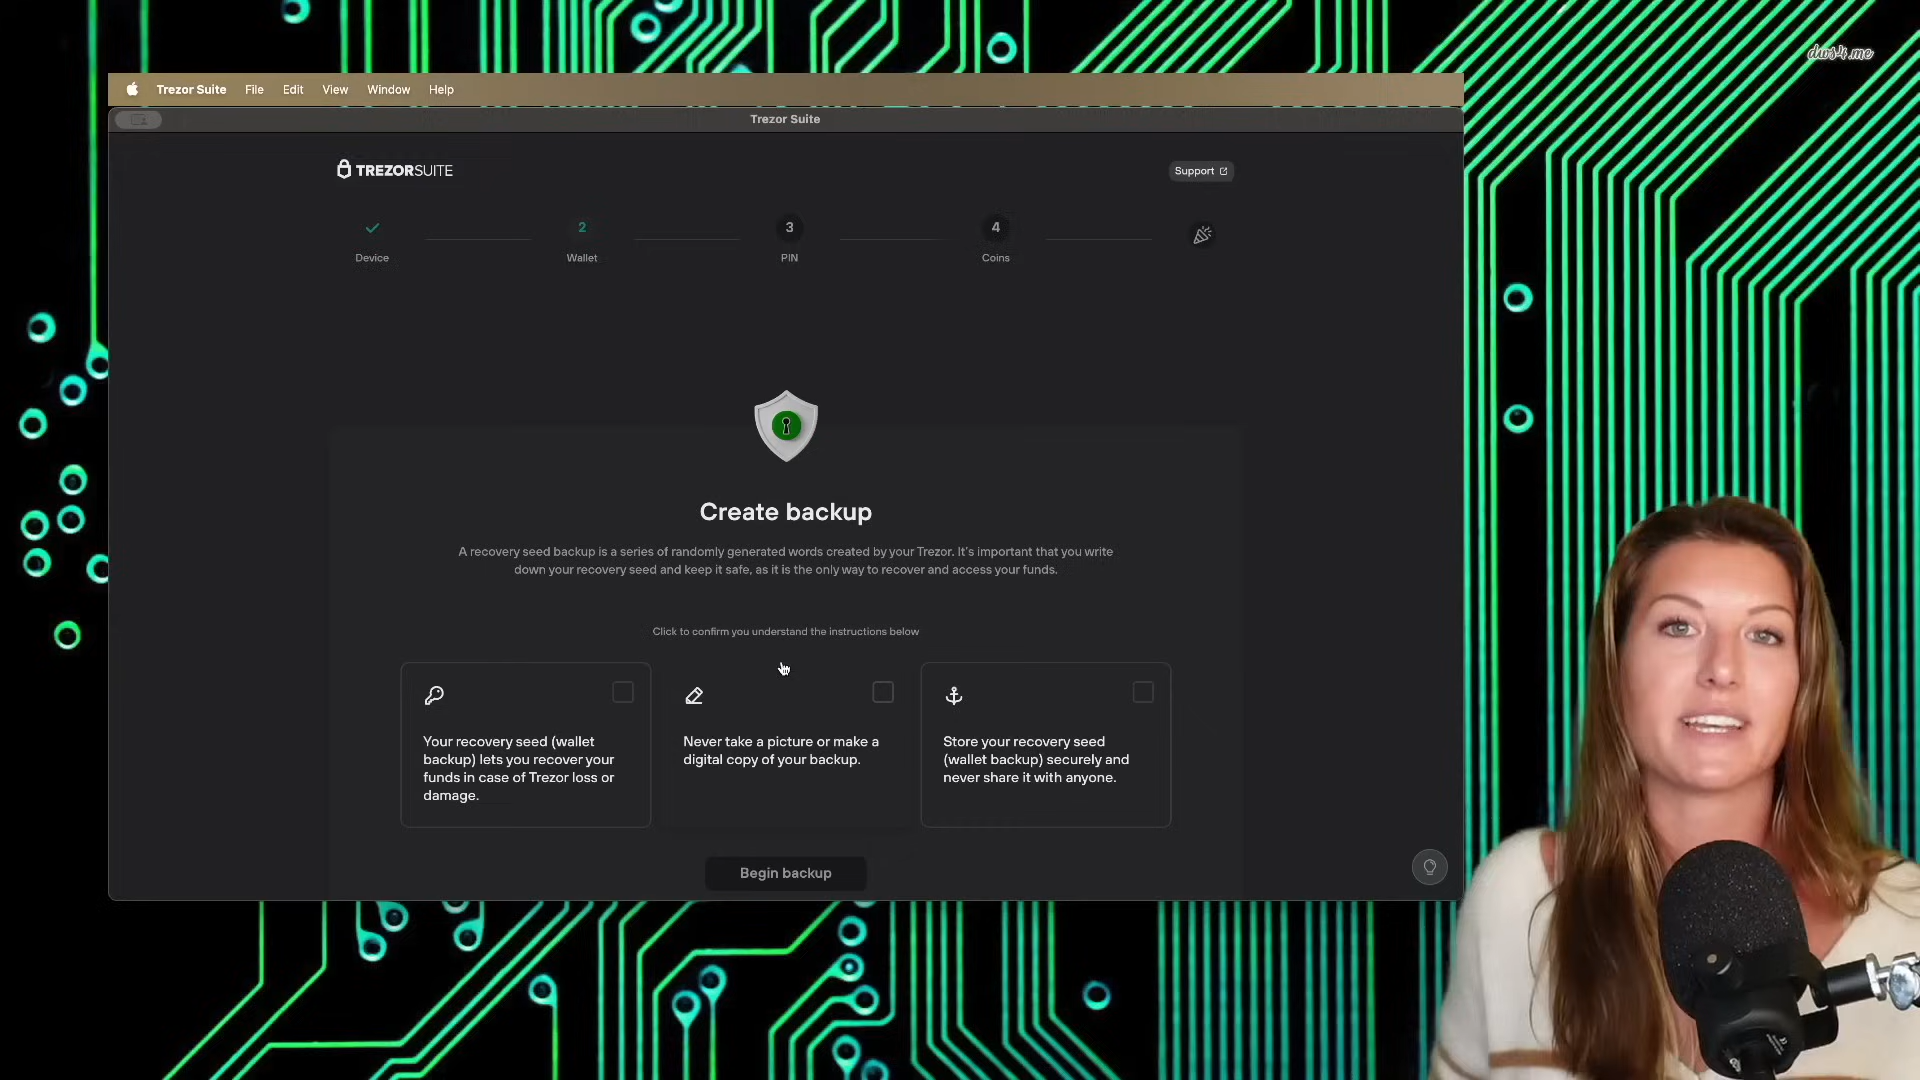 dws4.me
Trezor Suite File Edit View Window Help
Trezor Suite
TREZORSUITE
Support
2 3 4
Device Wallet PIN Coins
Create backup
A recovery seed backup is a series of randomly generated words created by your Trezor. It's important that you write
down your recovery seed and keep it safe, as it is the only way to recover and access your funds.
Click to confirm you understand the instructions below
Your recovery seed (wallet
backup) lets you recover your
funds in case of Trezor loss or
damage.
Never take a picture or make a
digital copy of your backup.
Store your recovery seed
(wallet backup) securely and
never share it with anyone.
Begin backup